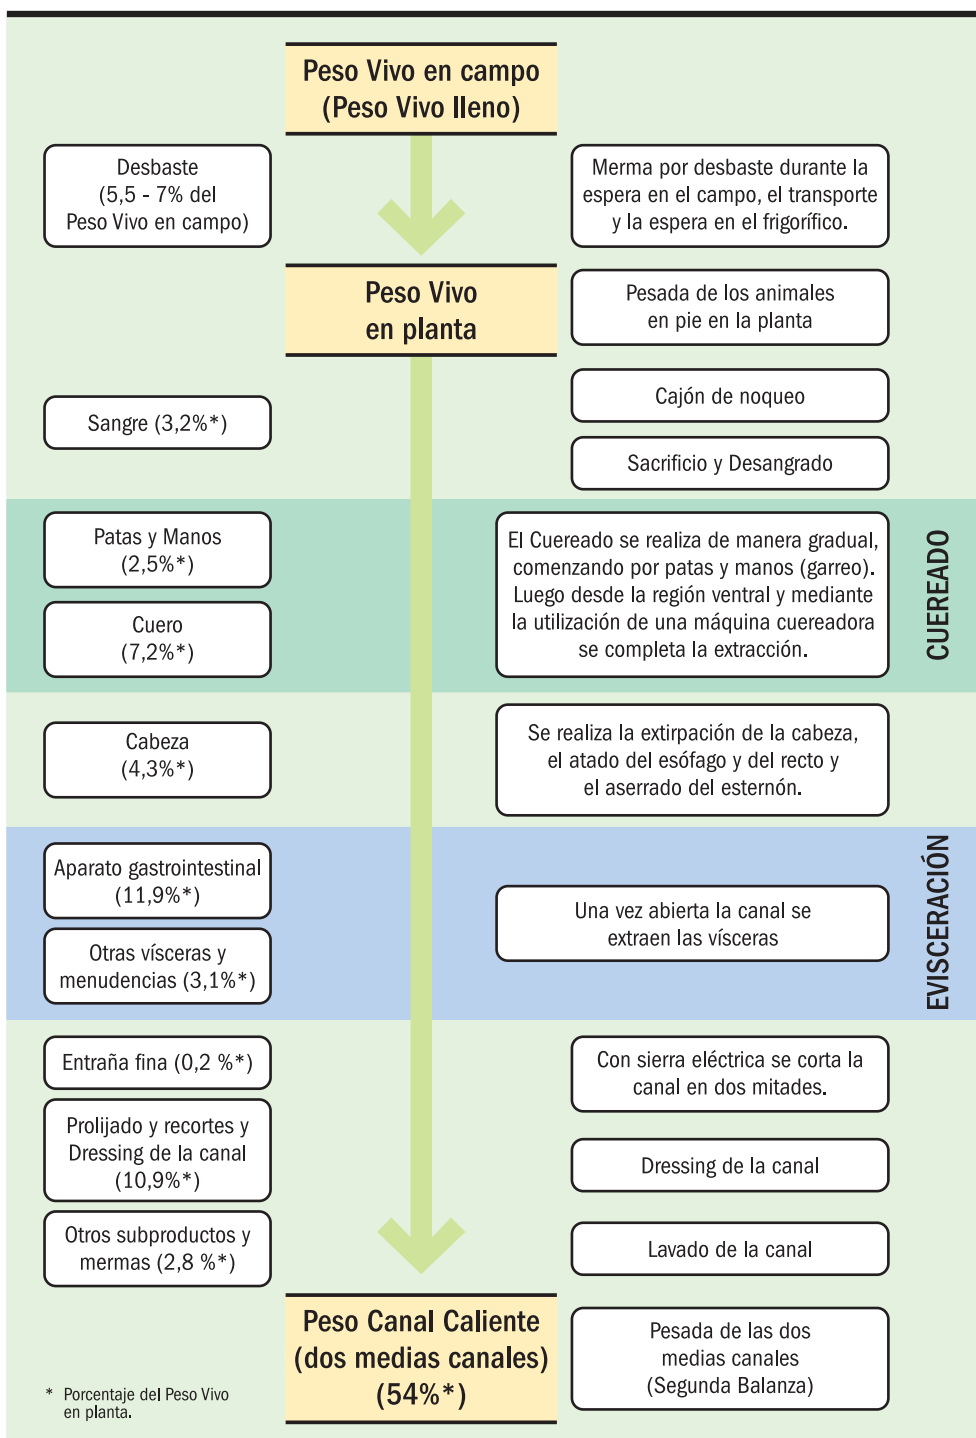 Peso Vivo en campo
(Peso Vivo lleno)
Desbaste
(5,5 - 7% del
Peso Vivo en campo)
Merma por desbaste durante la
espera en el campo, el transporte
y la espera en el frigorífico.
Peso Vivo
en planta
Pesada de los animales
en pie en la planta
Cajón de noqueo
Sangre (3,2%*)
Sacrificio y Desangrado
Patas y Manos
(2,5%*)
Cuero
(7,2%*)
El Cuereado se realiza de manera gradual,
comenzando por patas y manos (garreo).
Luego desde la región ventral y mediante
la utilización de una máquina cuereadora
se completa la extracción.
CUEREADO
Cabeza
(4,3%*)
Se realiza la extirpación de la cabeza,
el atado del esófago y del recto y
el aserrado del esternón.
Aparato gastrointestinal
(11,9%*)
Otras vísceras y
menudencias (3,1%*)
Una vez abierta la canal se
extraen las vísceras
EVISCERACIÓN
Entraña fina (0,2 %*)
Con sierra eléctrica se corta la
canal en dos mitades.
Prolijado y recortes y
Dressing de la canal
(10,9%*)
Dressing de la canal
Otros subproductos y
mermas (2,8 %*)
Lavado de la canal
Peso Canal Caliente
(dos medias canales)
(54%*)
Pesada de las dos
medias canales
(Segunda Balanza)
* Porcentaje del Peso Vivo
en planta.